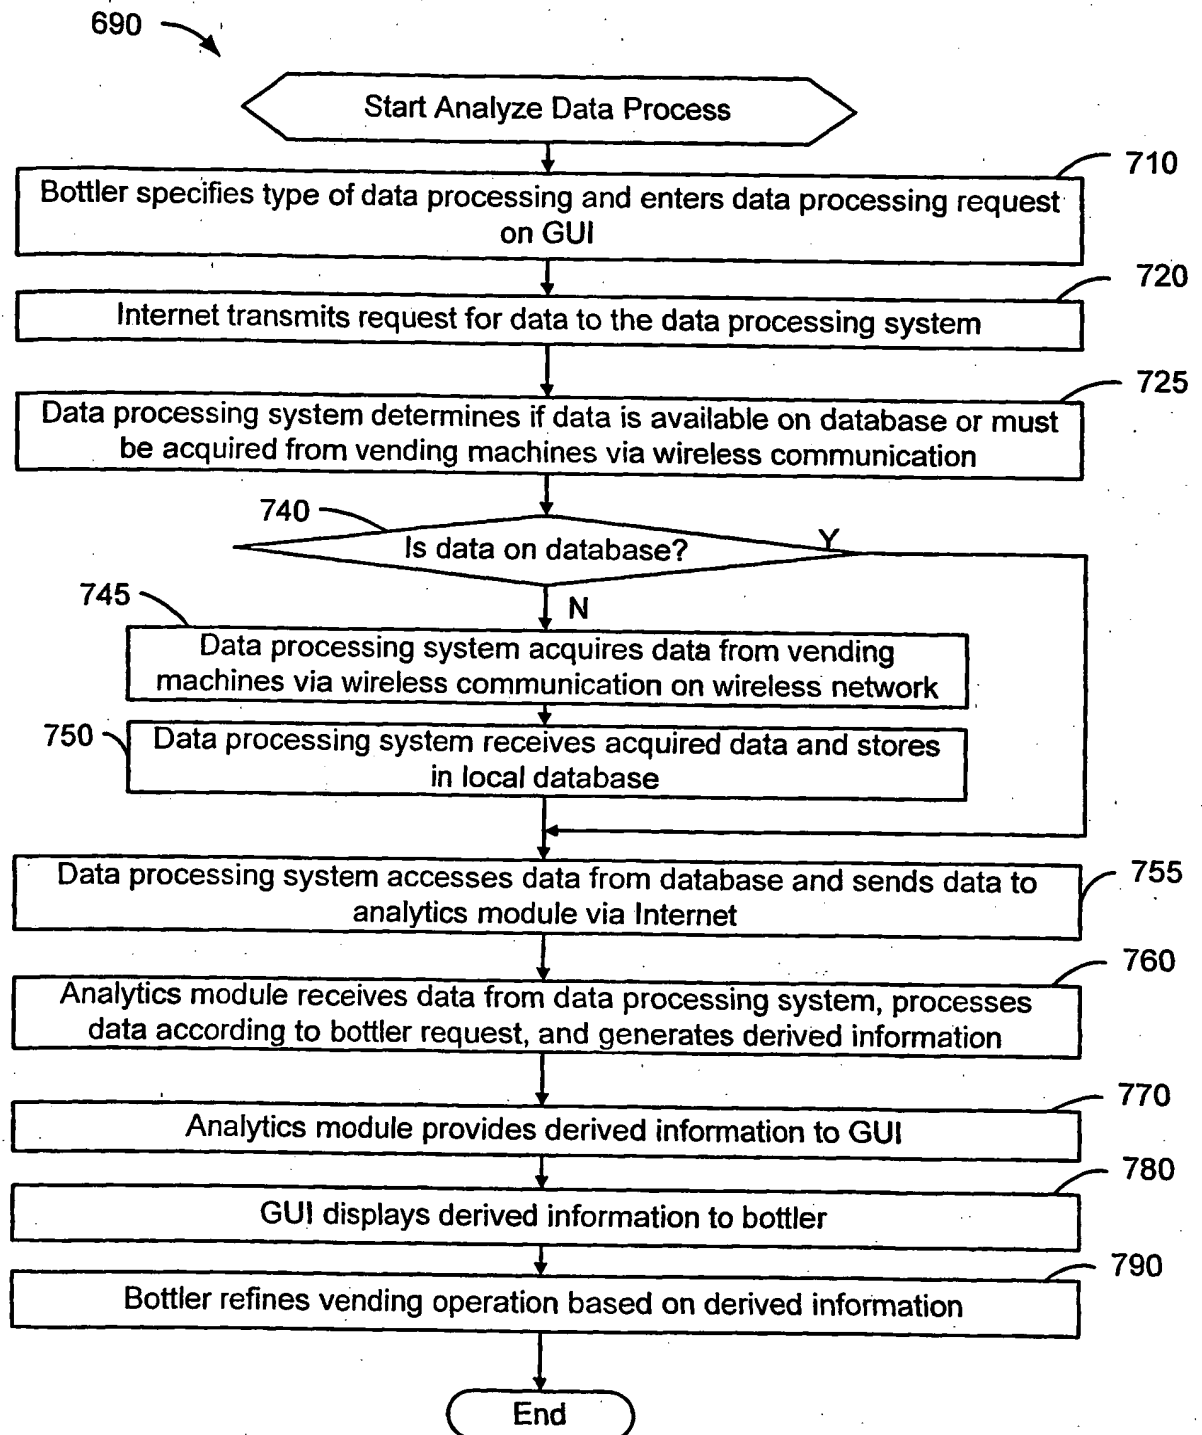 690
Start Analyze Data Process
710
Bottler specifies type of data processing and enters data processing request
on GUI
720
Internet transmits request for data to the data processing system
725
Data processing system determines if data is available on database or must
be acquired from vending machines via wireless communication
740
Is data on database?
Y
N
745
Data processing system acquires data from vending
machines via wireless communication on wireless network
750
Data processing system receives acquired data and stores
in local database
755
Data processing system accesses data from database and sends data to
analytics module via Internet
760
Analytics module receives data from data processing system, processes
data according to bottler request, and generates derived information
770
Analytics module provides derived information to GUI
780
GUI displays derived information to bottler
790
Bottler refines vending operation based on derived information
End